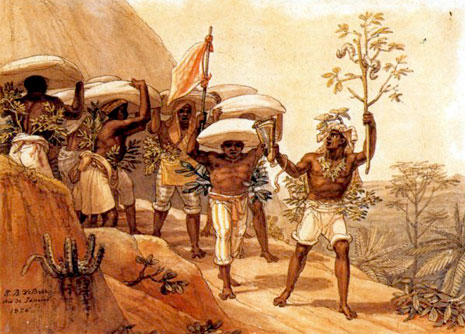 J. B. Debret
Rio de Janeiro
1826